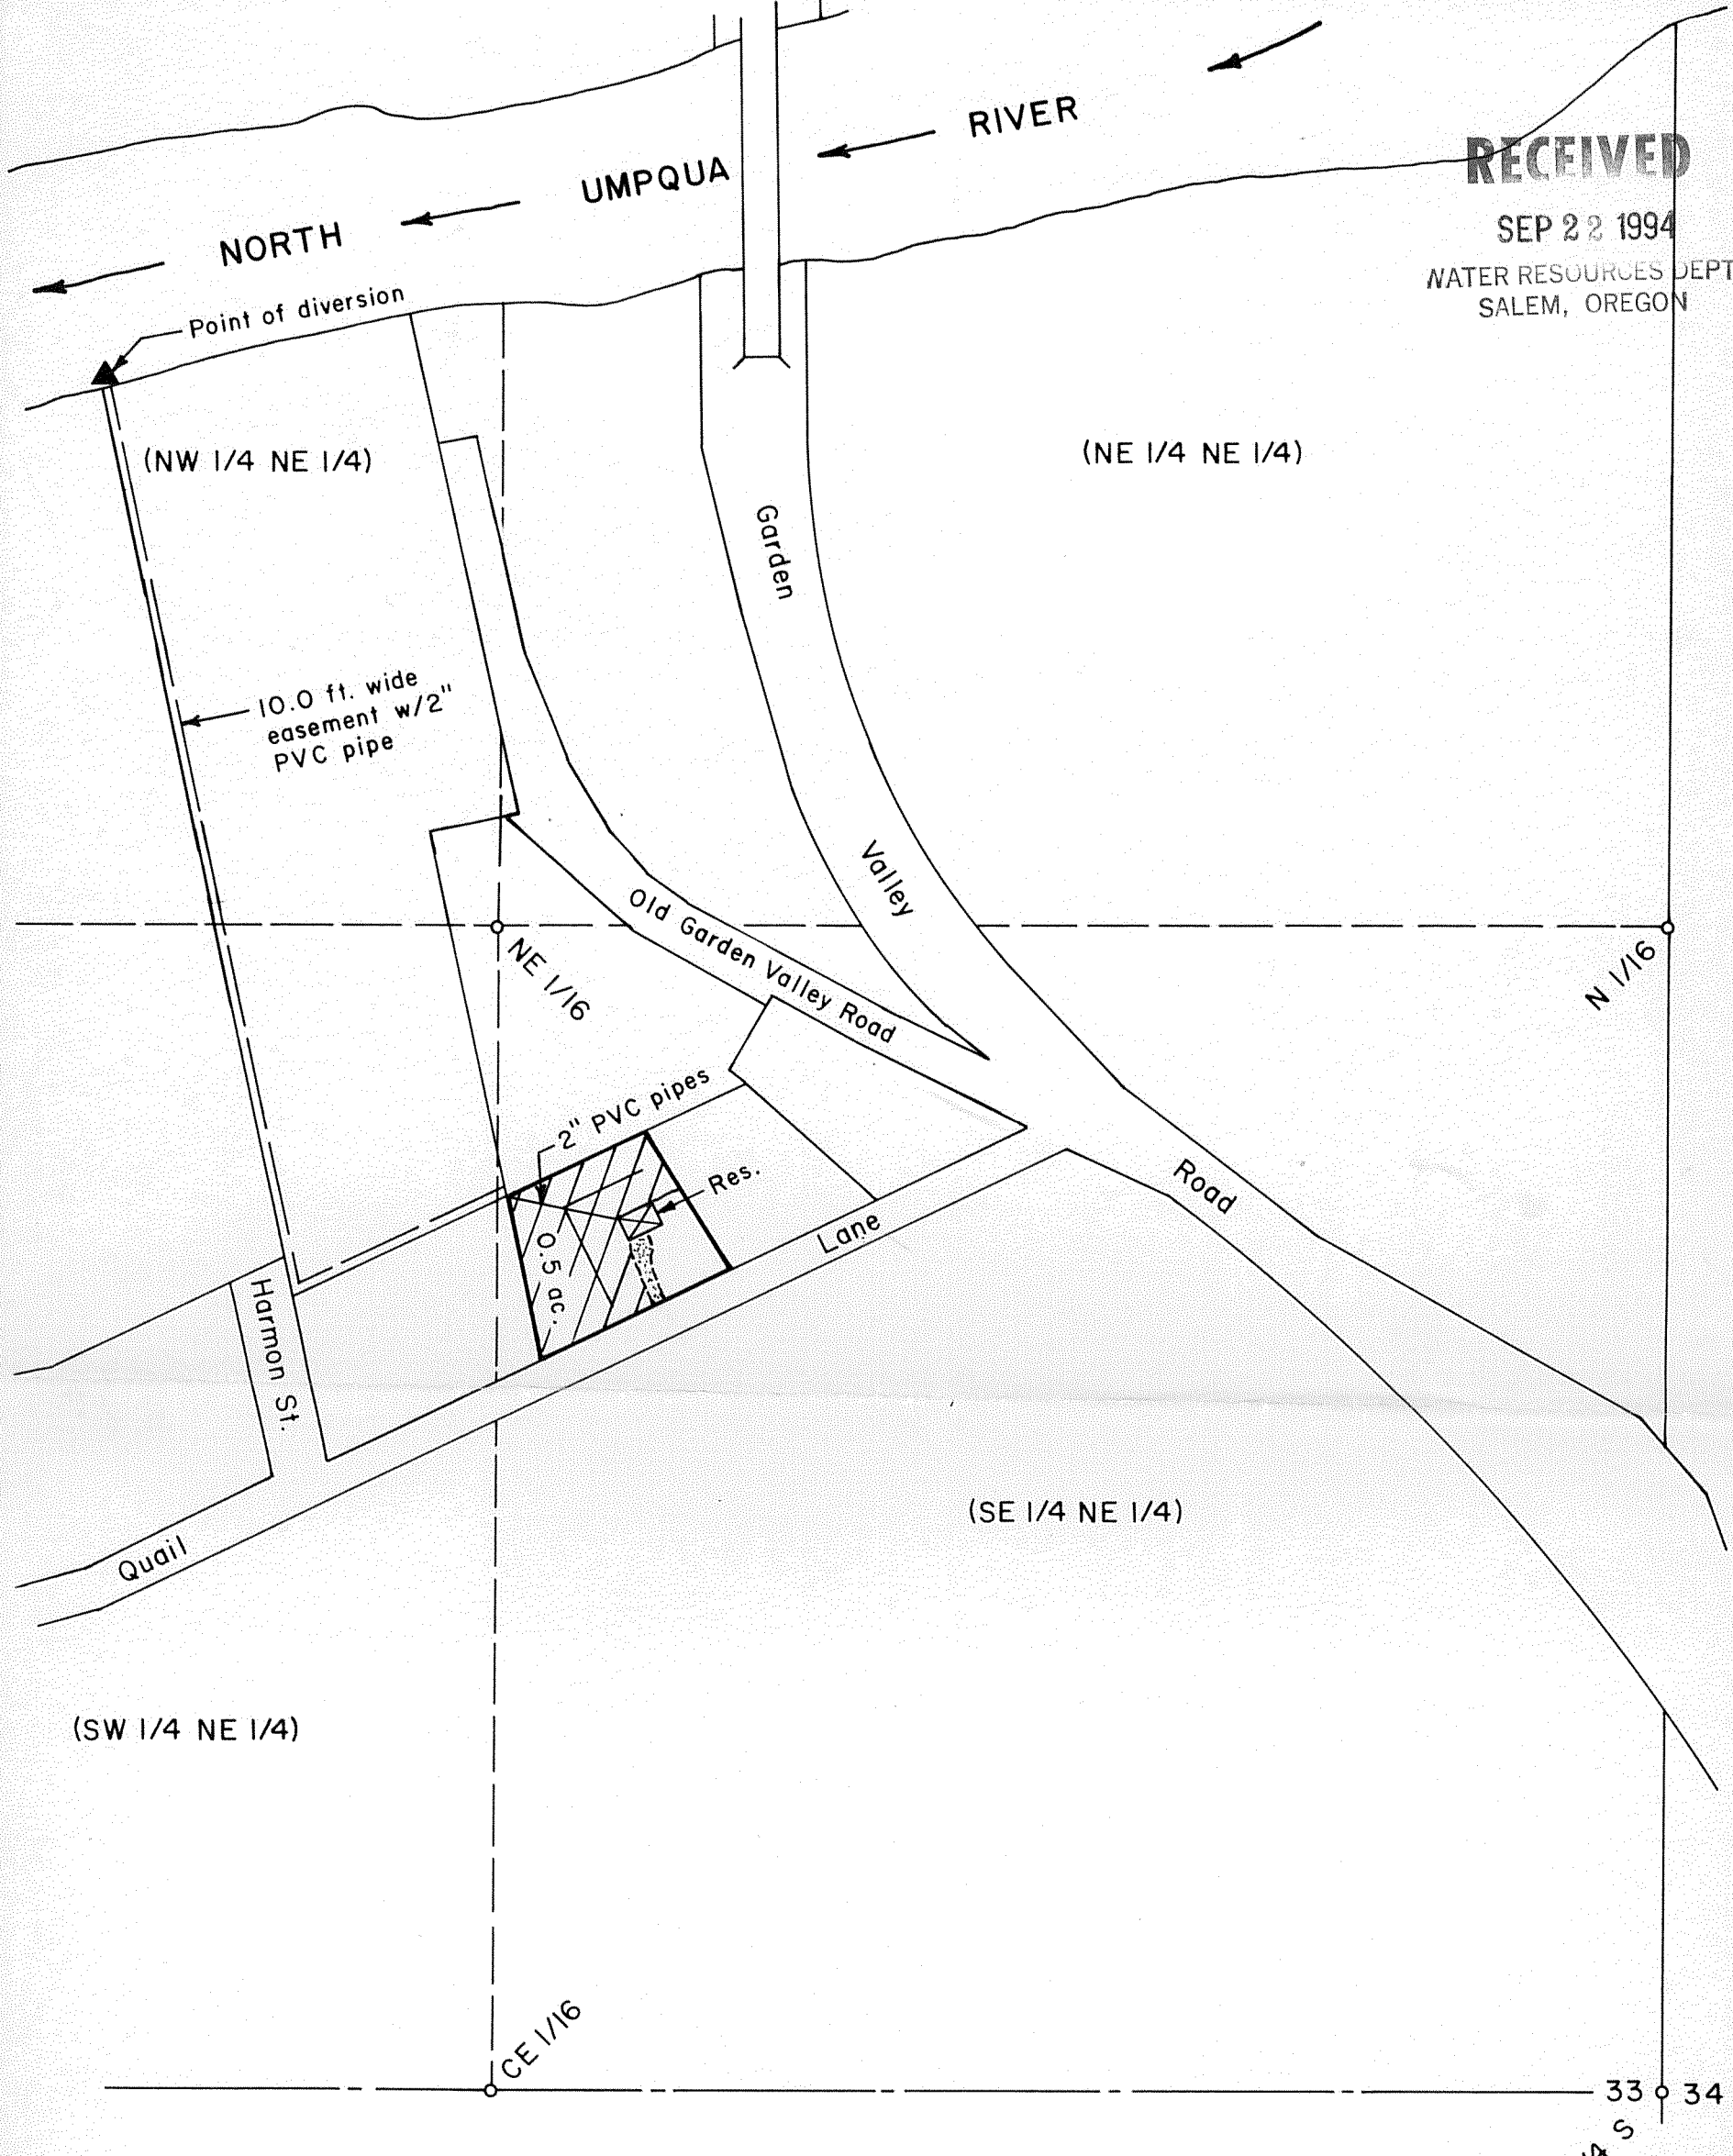 RIVER
UMPQUA
NORTH
RECEIVED
SEP 22 1994
WATER RESOURCES DEPT
SALEM, OREGON
Point of diversion
(NW 1/4 NE 1/4)
(NE 1/4 NE 1/4)
Garden
Valley
Road
10.0 ft. wide
easement w/2"
PVC pipe
Old Garden Valley Road
NE 1/16
N 1/16
2" PVC pipes
Res.
0.5 ac.
Lane
Harmon St.
Quail
(SE 1/4 NE 1/4)
(SW 1/4 NE 1/4)
CE 1/16
33 34
4 S